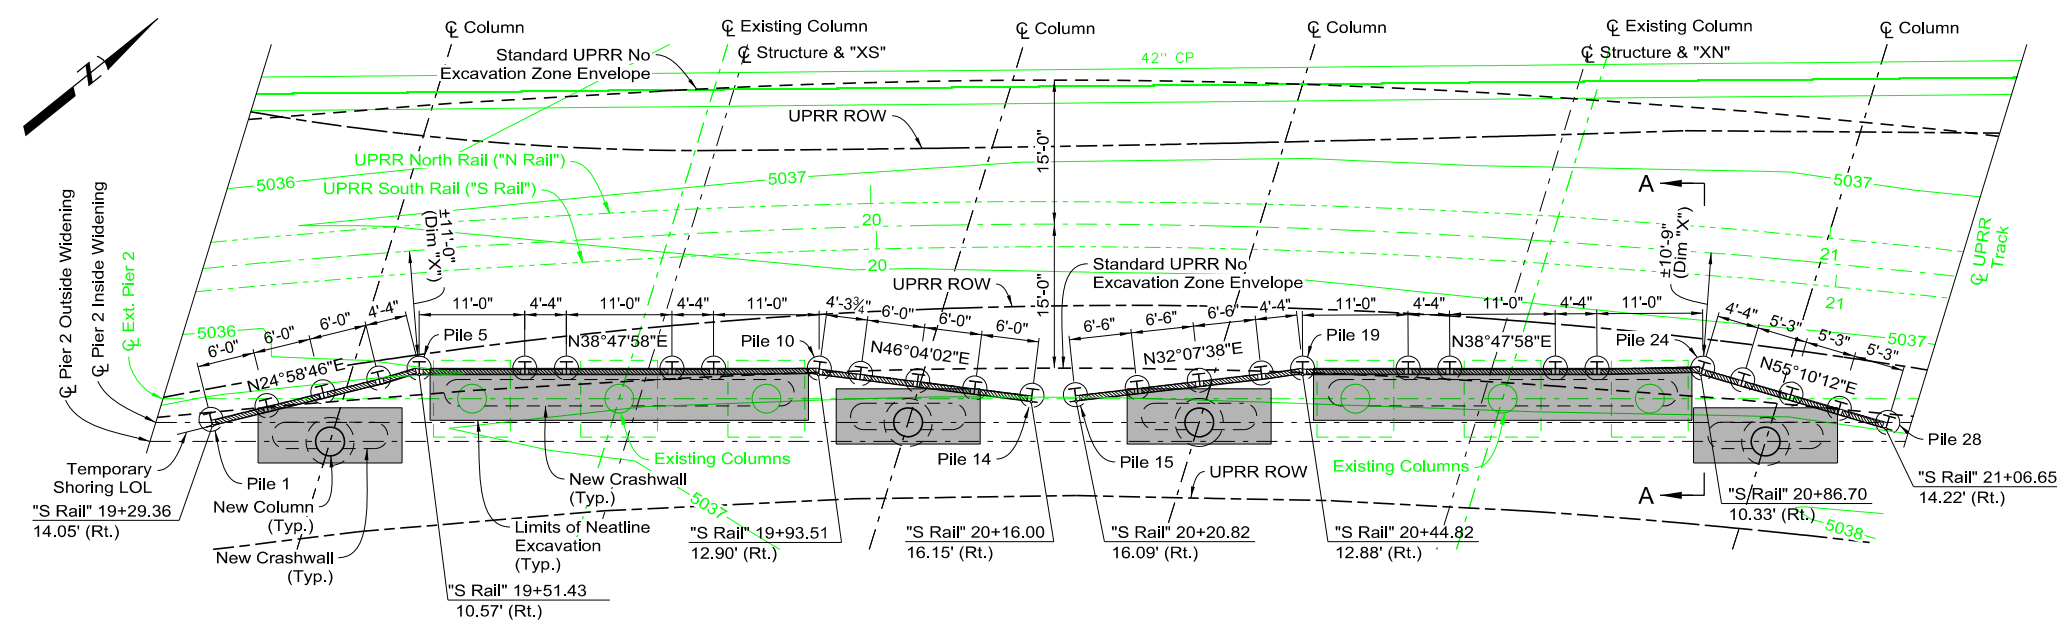 ℄ Column
℄ Existing Column
℄ Structure & "XS"
℄ Column
℄ Column
℄ Existing Column
℄ Structure & "XN"
℄ Column
Z
Standard UPRR No
Excavation Zone Envelope
42" CP
UPRR ROW
15'-0"
15'-0"
UPRR North Rail ("N Rail")
UPRR South Rail ("S Rail")
5036
5037
5037
A
20
20
21
21
±11'-0"
(Dim "X")
±10'-9"
(Dim "X")
℄ UPRR
Track
℄ Pier 2 Outside Widening
℄ Pier 2 Inside Widening
℄ Ext. Pier 2
Standard UPRR No
Excavation Zone Envelope
UPRR ROW
5036
6'-0"
6'-0"
6'-0"
4'-4"
11'-0"
4'-4"
11'-0"
4'-4"
11'-0"
4'-3¾"
6'-0"
6'-0"
6'-0"
6'-6"
6'-6"
6'-6"
4'-4"
11'-0"
4'-4"
11'-0"
4'-4"
11'-0"
4'-4"
5'-3"
5'-3"
5'-3"
5037
N24°58'46"E
Pile 5
N38°47'58"E
Pile 10
N46°04'02"E
N32°07'38"E
Pile 19
N38°47'58"E
Pile 24
N55°10'12"E
Pile 28
Temporary
Shoring LOL
Pile 1
New Column
(Typ.)
New Crashwall
(Typ.)
Existing Columns
New Crashwall
(Typ.)
5037
Limits of Neatline
Excavation
(Typ.)
Pile 14
Pile 15
UPRR ROW
Existing Columns
A
5038
"S Rail" 19+29.36
14.05' (Rt.)
"S Rail" 19+51.43
10.57' (Rt.)
"S Rail" 19+93.51
12.90' (Rt.)
"S Rail" 20+16.00
16.15' (Rt.)
"S Rail" 20+20.82
16.09' (Rt.)
"S Rail" 20+44.82
12.88' (Rt.)
"S Rail" 20+86.70
10.33' (Rt.)
"S Rail" 21+06.65
14.22' (Rt.)